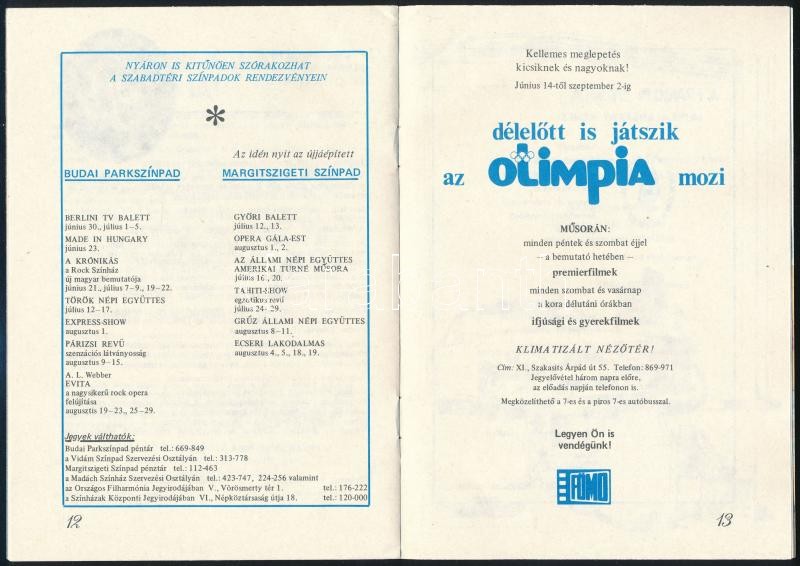 NYÁRON IS KITŰNŐEN SZÓRAKOZHAT
A SZABADTÉRI SZÍNPADOK RENDEZVÉNYEIN
*
Az idén nyit az újjáépített
BUDAI PARKSZÍNPAD
MARGITSZIGETI SZÍNPAD
BERLINI TV BALETT
június 30., július 1–5.
MADE IN HUNGARY
június 23.
A KRÓNIKÁS
a Rock Színház
új magyar bemutatója
június 21., július 7–9., 19–22.
TÖRÖK NÉPI EGYÜTTES
július 12–17.
EXPRESS-SHOW
augusztus 1.
PÁRIZSI REVÜ
szenzációs látványosság
augusztus 9–15.
A. L. Webber
EVITA
a nagysikerű rock opera
felújítása
augusztis 19–23., 25–29.
GYŐRI BALETT
július 12., 13.
OPERA GÁLA-EST
augusztus 1., 2.
AZ ÁLLAMI NÉPI EGYÜTTES
AMERIKAI TURNÉ MŰSORA
július 16., 20.
TAHITI-SHOW
egzotikus revü
július 24–29.
GRÚZ ÁLLAMI NÉPI EGYÜTTES
augusztus 8–11.
ECSERI LAKODALMAS
augusztus 4., 5., 18., 19.
Jegyek válthatók:
Budai Parkszínpad péntár tel.: 669-849
a Vidám Színpad Szervezési Osztályán tel.: 313-778
Margitszigeti Színpad pénztár tel.: 112-463
a Madách Színház Szervezési Osztályán tel.: 423-747, 224-256 valamint
az Országos Filharmónia Jegyirodájában V., Vörösmerty tér 1. tel.: 176-222
a Színházak Központi Jegyirodájában VI., Népköztársaság útja 18. tel.: 120-000
12
Kellemes meglepetés
kicsiknek és nagyoknak!
Június 14-től szeptember 2-ig
délelőtt is játszik
az OLIMPIA mozi
MŰSORÁN:
minden péntek és szombat éjjel
— a bemutató hetében —
premierfilmek
minden szombat és vasárnap
a kora délutáni órákban
ifjúsági és gyerekfilmek
KLIMATIZÁLT NÉZŐTÉR!
Cím: XI., Szakasits Árpád út 55. Telefon: 869-971
Jegyelővétel három napra előre,
az előadás napján telefonon is.
Megközelíthető a 7-es és a piros 7-es autóbusszal.
Legyen Ön is
vendégünk!
FŐMO
13